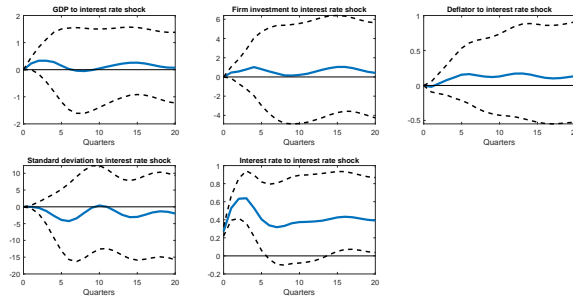 GDP to interest rate shock
2
1
0
-1
-2
0 5 10 15 20
Quarters
Firm investment to interest rate shock
6
4
2
0
-2
-4
0 5 10 15 20
Quarters
Deflator to interest rate shock
1
0.5
0
-0.5
0 5 10 15 20
Quarters
Standard deviation to interest rate shock
10
5
0
-5
-10
-15
-20
0 5 10 15 20
Quarters
Interest rate to interest rate shock
1
0.8
0.6
0.4
0.2
0
-0.2
0 5 10 15 20
Quarters